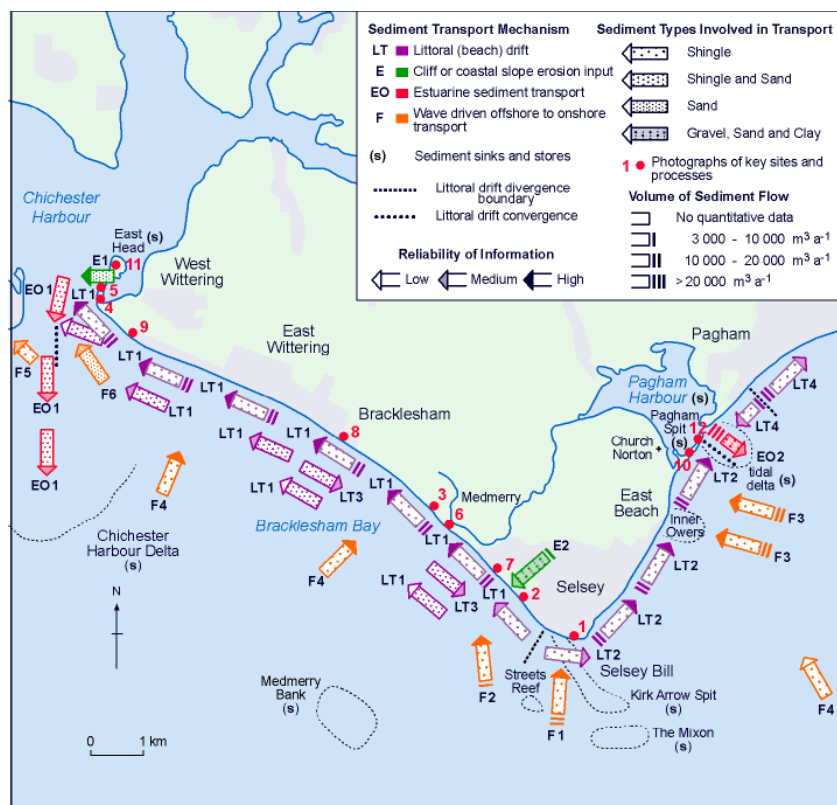 Sediment Transport Mechanism
LT Littoral (beach) drift
E Cliff or coastal slope erosion input
EO Estuarine sediment transport
F Wave driven offshore to onshore
transport
(s) Sediment sinks and stores
Littoral drift divergence
boundary
Littoral drift convergence
Reliability of Information
Low Medium High
Sediment Types Involved in Transport
Shingle
Shingle and Sand
Sand
Gravel, Sand and Clay
1 Photographs of key sites and
processes
Volume of Sediment Flow
No quantitative data
3 000 - 10 000 m³ a⁻¹
10 000 - 20 000 m³ a⁻¹
>20 000 m³ a⁻¹
Chichester
Harbour
East
Head (s)
E1
11
West
Wittering
EO1
LT1
5
4
9
F5
F6
LT1
LT1
LT1
East
Wittering
EO1
EO1
Bracklesham
8
LT1
LT1
LT1
LT3
LT1
F4
Bracklesham Bay
Chichester
Harbour Delta
(s)
N
0 1 km
Medmerry
3
6
LT1
LT1
7
E2
LT1
2
LT1
LT3
F4
Selsey
1
Medmerry
Bank
(s)
F2
Streets
Reef
F1
LT2
Selsey Bill
Kirk Arrow Spit
(s)
The Mixon
(s)
LT2
LT2
East
Beach
Inner
Owers
LT2
Pagham
Pagham
Harbour (s)
Pagham
Spit
(s)
Church
Norton
12
10
LT4
LT4
EO2
tidal
delta (s)
F3
F3
F4